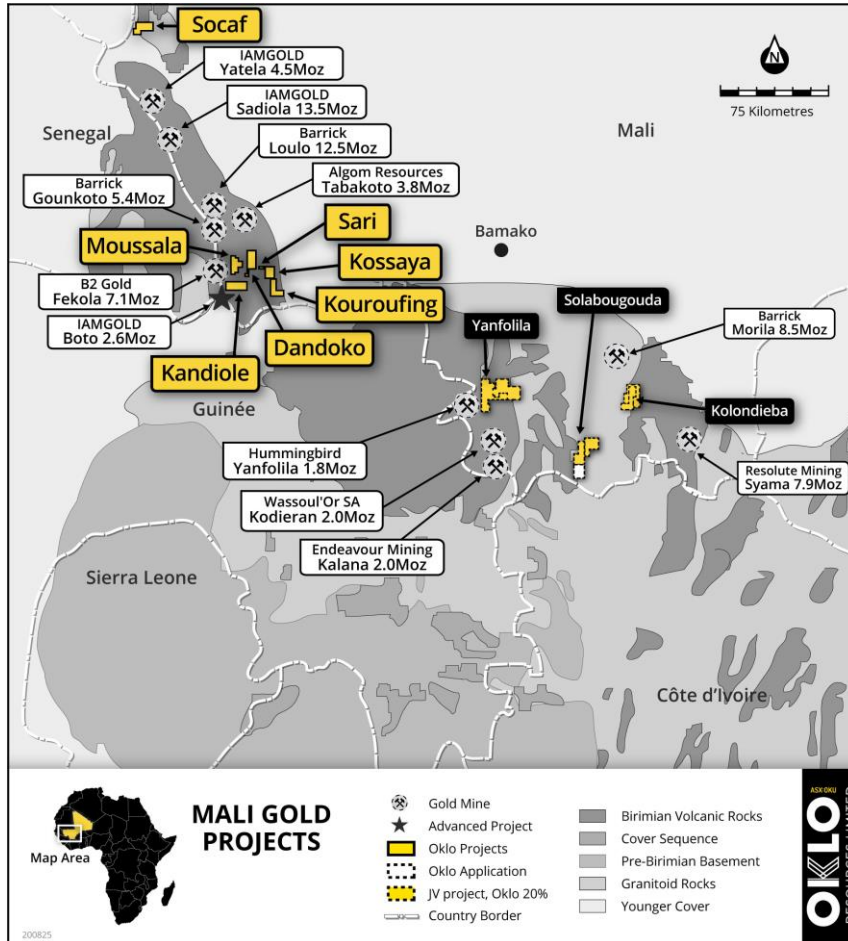 Socaf
IAMGOLD
Yatela 4.5Moz
IAMGOLD
Sadiola 13.5Moz
N
75 Kilometres
Senegal
Mali
Barrick
Loulo 12.5Moz
Algom Resources
Tabakoto 3.8Moz
Barrick
Gounkoto 5.4Moz
Sari
Moussala
Bamako
Kossaya
B2 Gold
Fekola 7.1Moz
Kouroufing
Solabougouda
IAMGOLD
Boto 2.6Moz
Dandoko
Yanfolila
Barrick
Morila 8.5Moz
Kandiole
Guinée
Kolondieba
Hummingbird
Yanfolila 1.8Moz
Resolute Mining
Syama 7.9Moz
Wassoul'Or SA
Kodieran 2.0Moz
Endeavour Mining
Kalana 2.0Moz
Sierra Leone
Côte d'Ivoire
Map Area
MALI GOLD
PROJECTS
Gold Mine
Advanced Project
Oklo Projects
Oklo Application
JV project, Oklo 20%
Country Border
Birimian Volcanic Rocks
Cover Sequence
Pre-Birimian Basement
Granitoid Rocks
Younger Cover
ASX:OKU
OKLO
RESOURCES LIMITED
200825